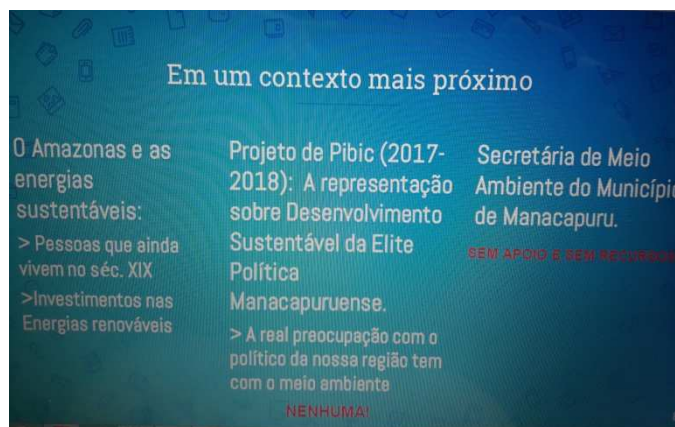 Em um contexto mais próximo
O Amazonas e as
energias
sustentáveis:
> Pessoas que ainda
vivem no séc. XIX
>Investimentos nas
Energias renováveis
Projeto de Pibic (2017-
2018): A representação
sobre Desenvolvimento
Sustentável da Elite
Política
Manacapuruense.
> A real preocupação com o
político da nossa região tem
com o meio ambiente
NENHUMA!
Secretária de Meio
Ambiente do Município
de Manacapuru.
SEM APOIO E SEM RECURSOS